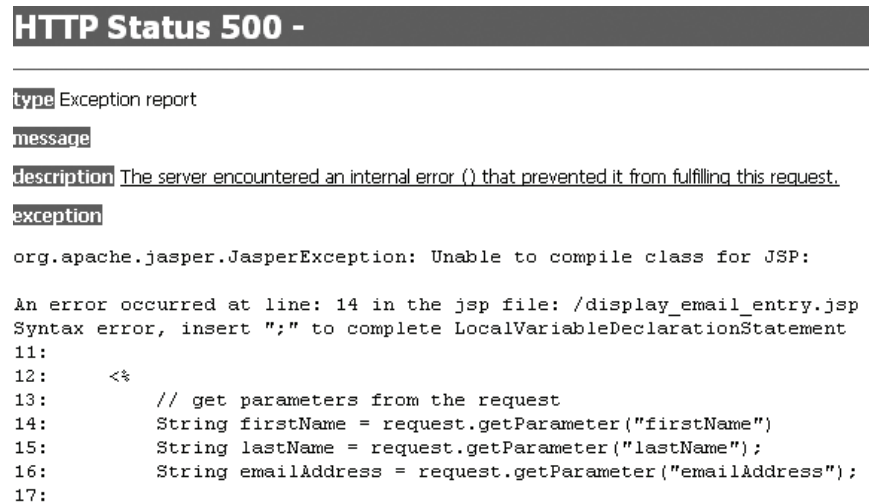 HTTP Status 500 -
type Exception report
message
description The server encountered an internal error () that prevented it from fulfilling this request.
exception
org.apache.jasper.JasperException: Unable to compile class for JSP:
An error occurred at line: 14 in the jsp file: /display_email_entry.jsp
Syntax error, insert ";" to complete LocalVariableDeclarationStatement
11:
12:     <%
13:         // get parameters from the request
14:         String firstName = request.getParameter("firstName")
15:         String lastName = request.getParameter("lastName");
16:         String emailAddress = request.getParameter("emailAddress");
17: